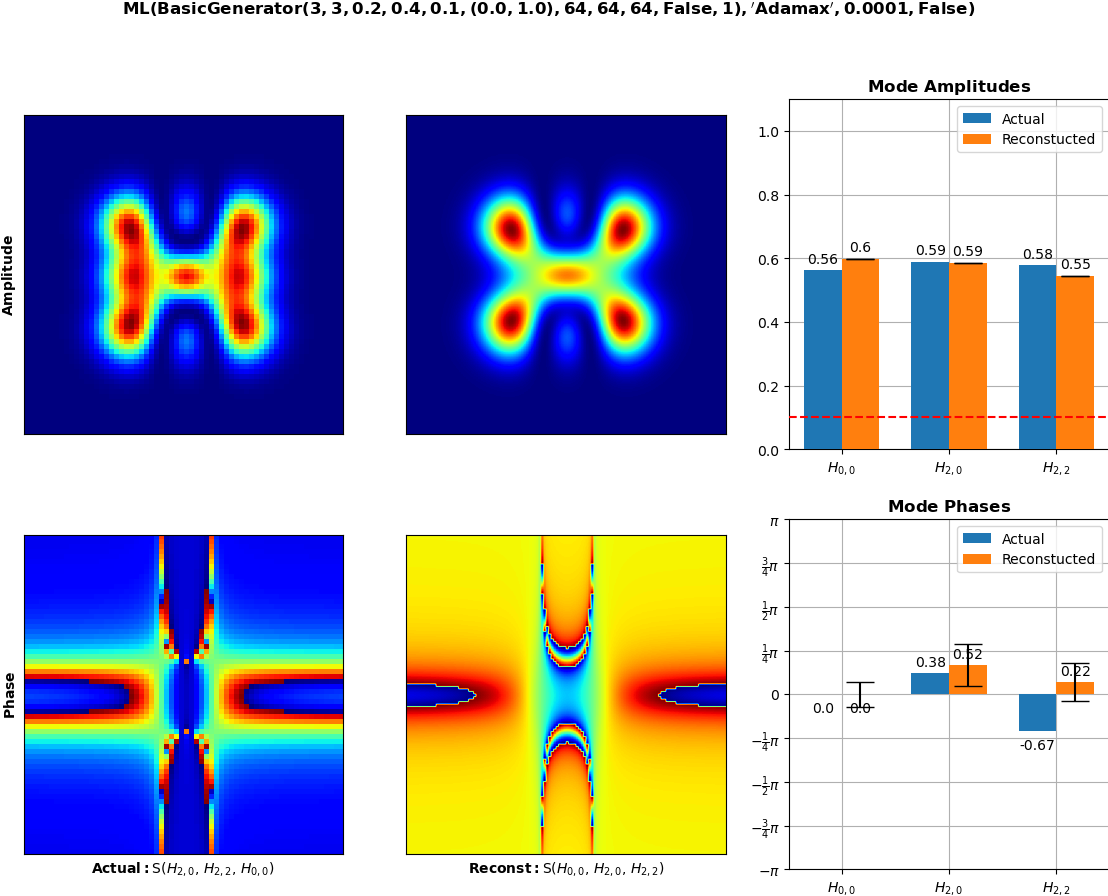 ML(BasicGenerator(3, 3, 0.2, 0.4, 0.1, (0.0, 1.0), 64, 64, 64, False, 1), ′Adamax′, 0.0001, False)
Amplitude
Mode Amplitudes
Actual
Reconstucted
1.0
0.8
0.6
0.4
0.2
0.0
0.56
0.6
0.59
0.59
0.58
0.55
H0,0
H2,0
H2,2
Phase
Actual: S(H2,0, H2,2, H0,0)
Reconst: S(H0,0, H2,0, H2,2)
Mode Phases
Actual
Reconstucted
π
3/4π
1/2π
1/4π
0
−1/4π
−1/2π
−3/4π
−π
0.0
0.0
0.38
0.52
-0.67
0.22
H0,0
H2,0
H2,2